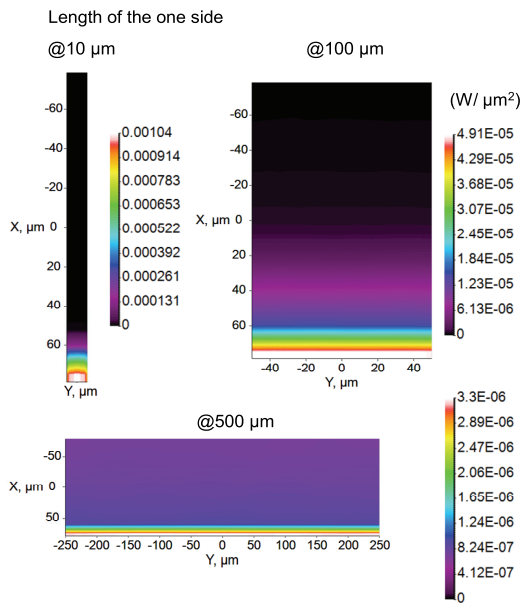 Length of the one side
@10 µm
@100 µm
(W/ µm²)
-60
-40
-20
X, µm 0
20
40
60
Y, µm
0.00104
0.000914
0.000783
0.000653
0.000522
0.000392
0.000261
0.000131
0
-60
-40
-20
X, µm 0
20
40
60
-40 -20 0 20 40
Y, µm
4.91E-05
4.29E-05
3.68E-05
3.07E-05
2.45E-05
1.84E-05
1.23E-05
6.13E-06
0
@500 µm
-50
X, µm 0
50
-250 -200 -150 -100 -50 0 50 100 150 200 250
Y, µm
3.3E-06
2.89E-06
2.47E-06
2.06E-06
1.65E-06
1.24E-06
8.24E-07
4.12E-07
0